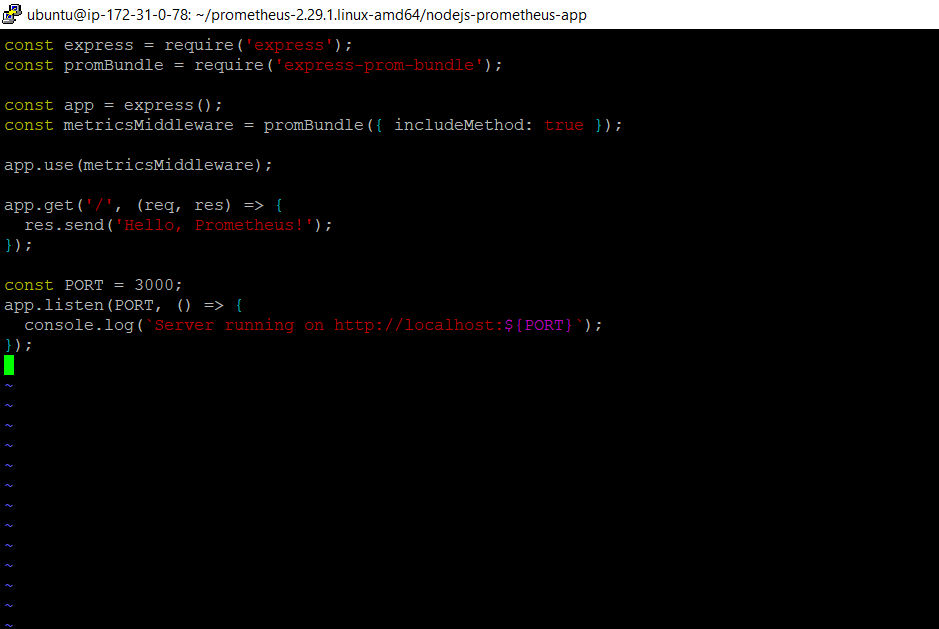 ubuntu@ip-172-31-0-78: ~/prometheus-2.29.1.linux-amd64/nodejs-prometheus-app
const express = require('express');
const promBundle = require('express-prom-bundle');
const app = express();
const metricsMiddleware = promBundle({ includeMethod: true });
app.use(metricsMiddleware);
app.get('/', (req, res) => {
  res.send('Hello, Prometheus!');
});
const PORT = 3000;
app.listen(PORT, () => {
  console.log(`Server running on http://localhost:${PORT}`);
});
~
~
~
~
~
~
~
~
~
~
~
~
~